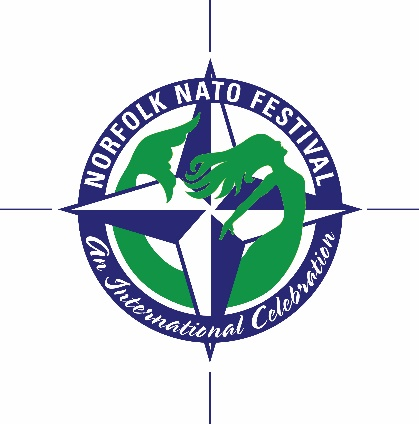 NORFOLK NATO FESTIVAL
An International Celebration